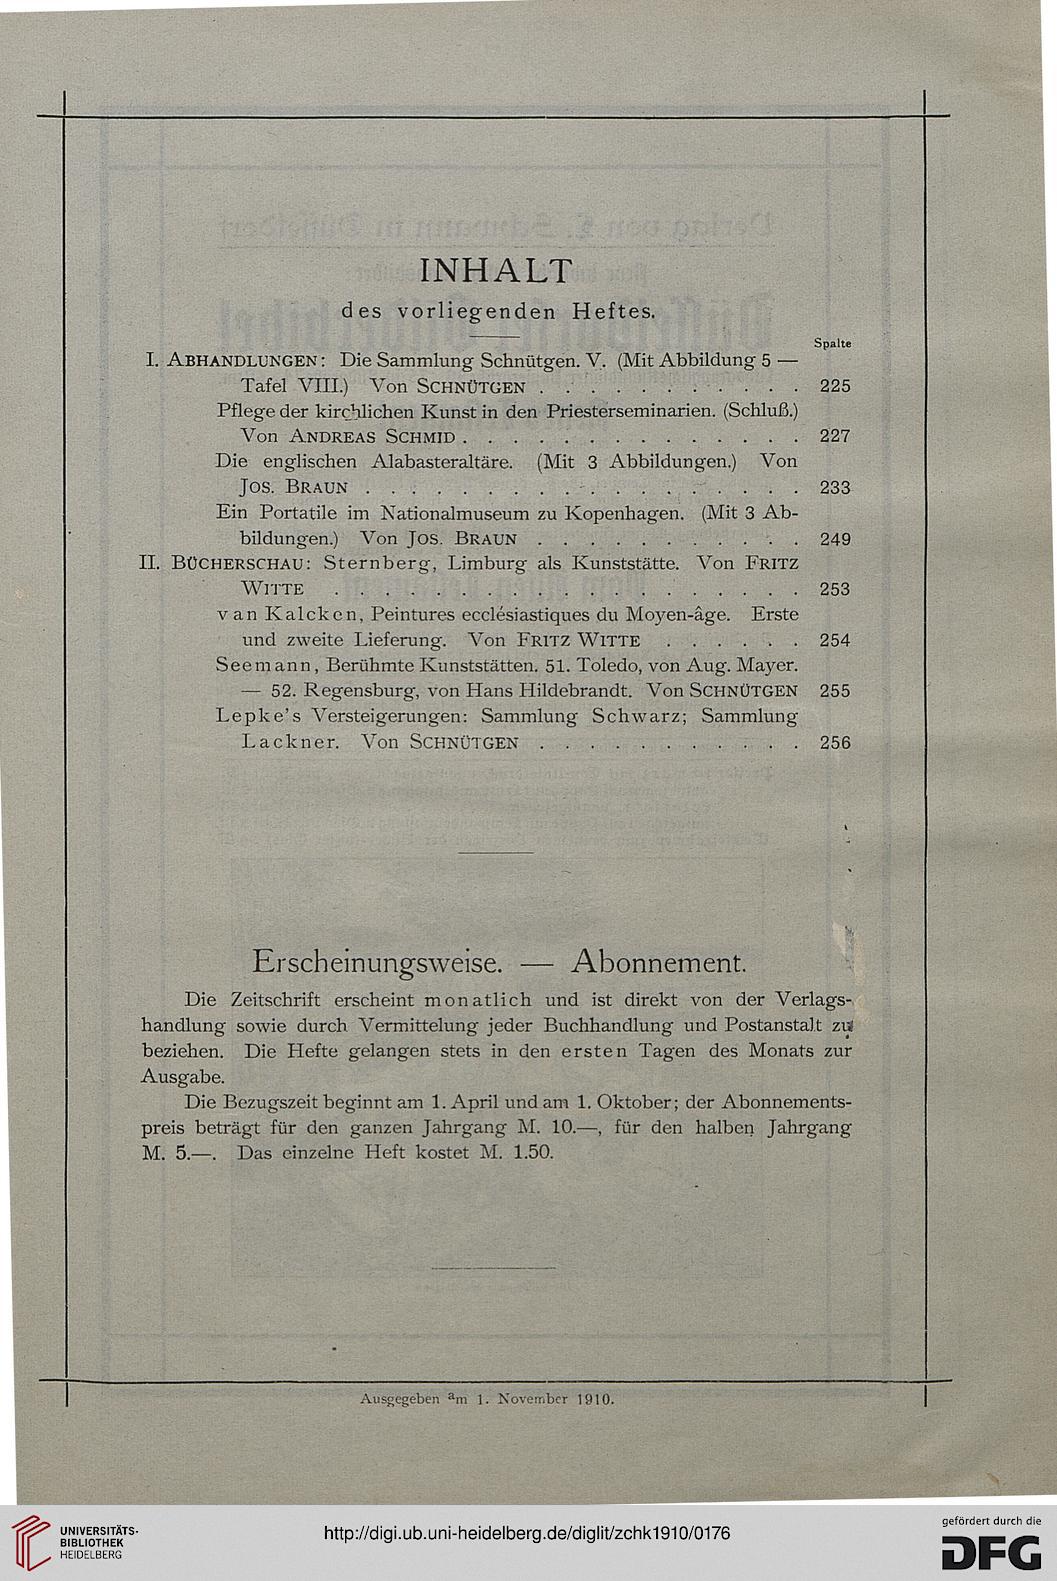 INHALT
des vorliegenden Heftes.
Spalte
I. ABHANDLUNGEN: Die Sammlung Schnütgen. V. (Mit Abbildung 5 —
Tafel VIII.) Von SCHNÜTGEN . . . . . . . . . . . 225
Pflege der kirchlichen Kunst in den Priesterseminarien. (Schluß.)
Von ANDREAS SCHMID . . . . . . . . . . . . . . 227
Die englischen Alabasteraltäre. (Mit 3 Abbildungen.) Von
JOS. BRAUN . . . . . . . . . . . . . . . . . . 233
Ein Portatile im Nationalmuseum zu Kopenhagen. (Mit 3 Ab-
bildungen.) Von JOS. BRAUN . . . . . . . . . . . 249
II. BÜCHERSCHAU: Sternberg, Limburg als Kunststätte. Von FRITZ
WITTE . . . . . . . . . . . . . . . . . . . . 253
van Kalcken, Peintures ecclésiastiques du Moyen-âge. Erste
und zweite Lieferung. Von FRITZ WITTE . . . . . . 254
Seemann, Berühmte Kunststätten. 51. Toledo, von Aug. Mayer.
— 52. Regensburg, von Hans Hildebrandt. Von SCHNÜTGEN 255
Lepke's Versteigerungen: Sammlung Schwarz; Sammlung
Lackner. Von SCHNÜTGEN . . . . . . . . . . . 256
Erscheinungsweise. — Abonnement.
Die Zeitschrift erscheint monatlich und ist direkt von der Verlags-
handlung sowie durch Vermittelung jeder Buchhandlung und Postanstalt zu
beziehen. Die Hefte gelangen stets in den ersten Tagen des Monats zur
Ausgabe.
Die Bezugszeit beginnt am 1. April und am 1. Oktober; der Abonnements-
preis beträgt für den ganzen Jahrgang M. 10.—, für den halben Jahrgang
M. 5.—. Das einzelne Heft kostet M. 1.50.
Ausgegeben am 1. November 1910.
UNIVERSITÄTS-
BIBLIOTHEK
HEIDELBERG
http://digi.ub.uni-heidelberg.de/diglit/zchk1910/0176
gefördert durch die
DFG